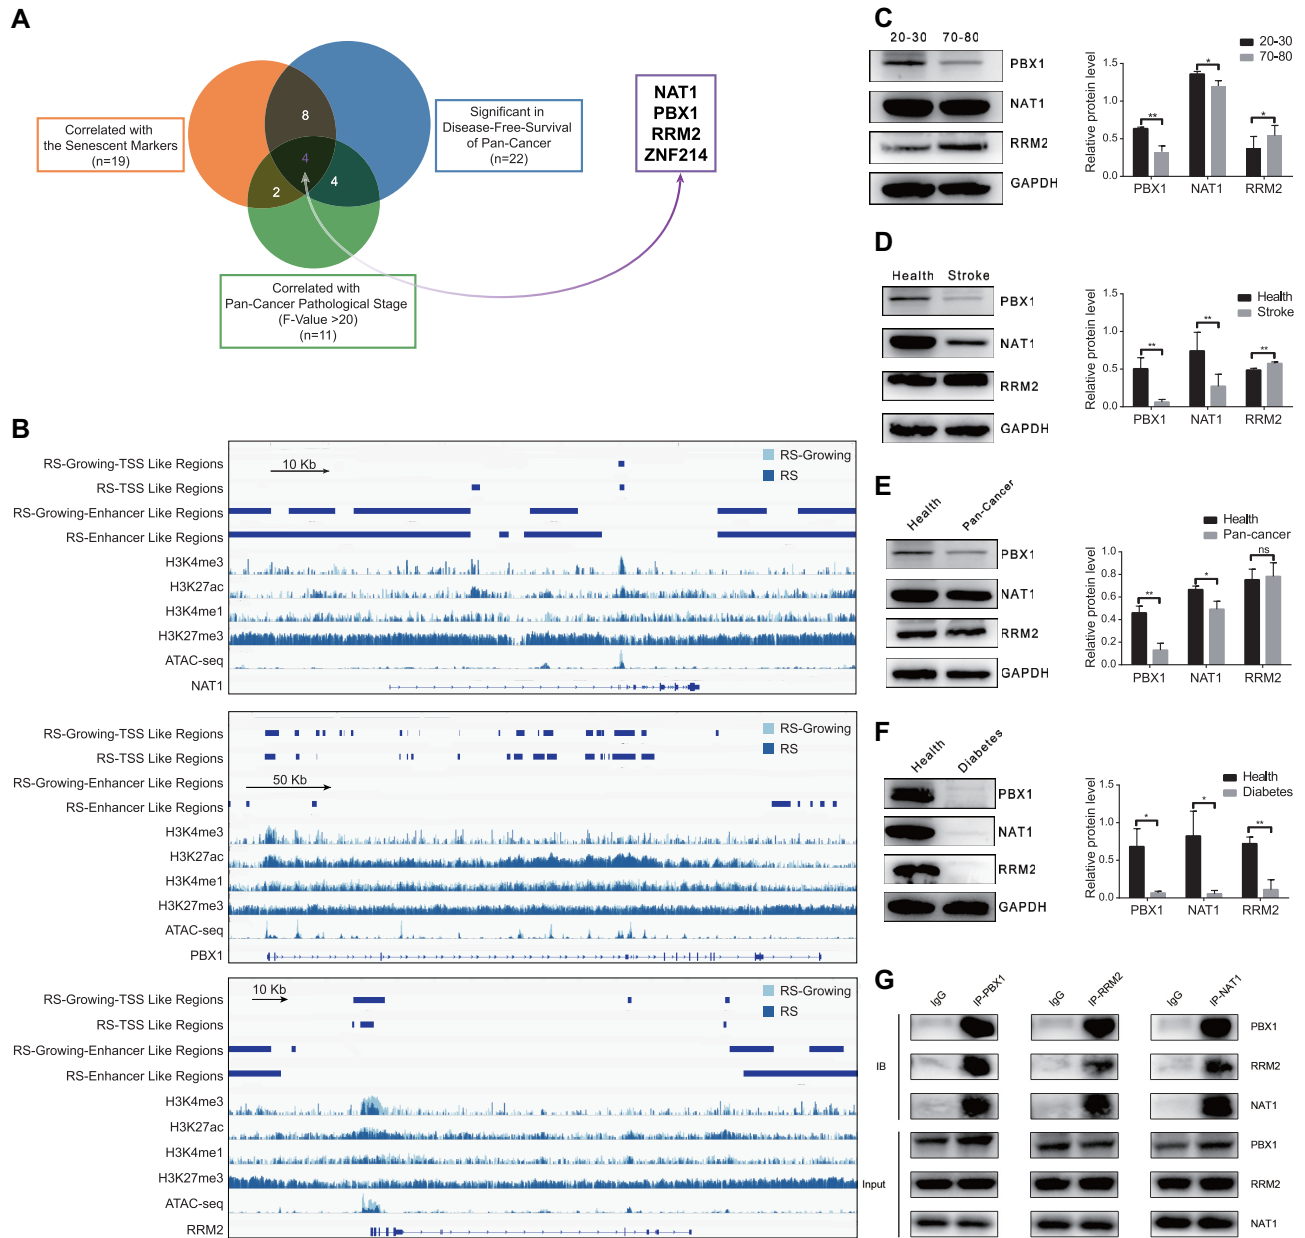 A
Correlated with
the Senescent Markers
(n=19)
8
4
2
4
Significant in
Disease-Free-Survival
of Pan-Cancer
(n=22)
NAT1
PBX1
RRM2
ZNF214
Correlated with
Pan-Cancer Pathological Stage
(F-Value >20)
(n=11)
B
RS-Growing-TSS Like Regions
RS-TSS Like Regions
RS-Growing-Enhancer Like Regions
RS-Enhancer Like Regions
H3K4me3
H3K27ac
H3K4me1
H3K27me3
ATAC-seq
NAT1
10 Kb
RS-Growing
RS
RS-Growing-TSS Like Regions
RS-TSS Like Regions
RS-Growing-Enhancer Like Regions
RS-Enhancer Like Regions
H3K4me3
H3K27ac
H3K4me1
H3K27me3
ATAC-seq
PBX1
50 Kb
RS-Growing
RS
RS-Growing-TSS Like Regions
RS-TSS Like Regions
RS-Growing-Enhancer Like Regions
RS-Enhancer Like Regions
H3K4me3
H3K27ac
H3K4me1
H3K27me3
ATAC-seq
RRM2
10 Kb
RS-Growing
RS
C
20-30 70-80
PBX1
NAT1
RRM2
GAPDH
Relative protein level
2.0
1.5
1.0
0.5
0.0
** * *
PBX1 NAT1 RRM2
20-30
70-80
D
Health Stroke
PBX1
NAT1
RRM2
GAPDH
Relative protein level
1.5
1.0
0.5
0.0
** ** **
PBX1 NAT1 RRM2
Health
Stroke
E
Health Pan-Cancer
PBX1
NAT1
RRM2
GAPDH
Relative protein level
1.0
0.8
0.6
0.4
0.2
0.0
** * ns
PBX1 NAT1 RRM2
Health
Pan-cancer
F
Health Diabetes
PBX1
NAT1
RRM2
GAPDH
Relative protein level
1.5
1.0
0.5
0.0
* * **
PBX1 NAT1 RRM2
Health
Diabetes
G
IgG IP-PBX1 IgG IP-RRM2 IgG IP-NAT1
IB
PBX1
RRM2
NAT1
Input
PBX1
RRM2
NAT1